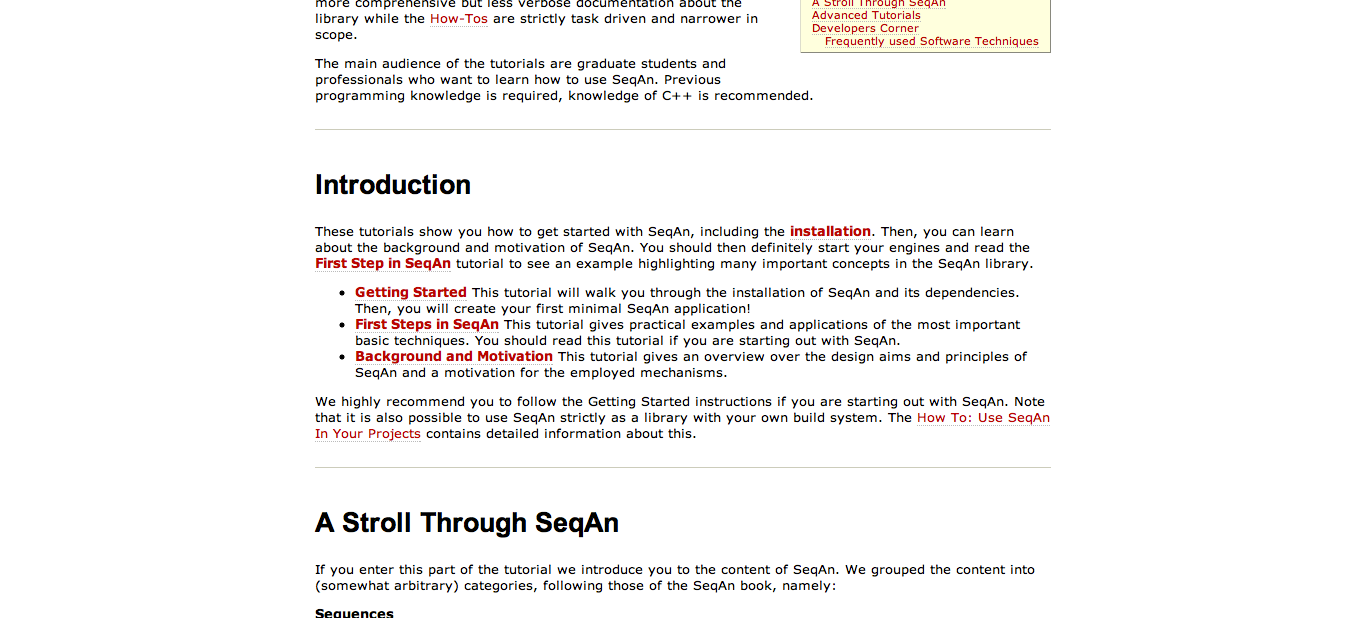 more comprehensive but less verbose documentation about the
library while the How-Tos are strictly task driven and narrower in
scope.
A Stroll Through SeqAn
Advanced Tutorials
Developers Corner
Frequently used Software Techniques
The main audience of the tutorials are graduate students and
professionals who want to learn how to use SeqAn. Previous
programming knowledge is required, knowledge of C++ is recommended.
Introduction
These tutorials show you how to get started with SeqAn, including the installation. Then, you can learn
about the background and motivation of SeqAn. You should then definitely start your engines and read the
First Step in SeqAn tutorial to see an example highlighting many important concepts in the SeqAn library.
• Getting Started This tutorial will walk you through the installation of SeqAn and its dependencies.
Then, you will create your first minimal SeqAn application!
• First Steps in SeqAn This tutorial gives practical examples and applications of the most important
basic techniques. You should read this tutorial if you are starting out with SeqAn.
• Background and Motivation This tutorial gives an overview over the design aims and principles of
SeqAn and a motivation for the employed mechanisms.
We highly recommend you to follow the Getting Started instructions if you are starting out with SeqAn. Note
that it is also possible to use SeqAn strictly as a library with your own build system. The How To: Use SeqAn
In Your Projects contains detailed information about this.
A Stroll Through SeqAn
If you enter this part of the tutorial we introduce you to the content of SeqAn. We grouped the content into
(somewhat arbitrary) categories, following those of the SeqAn book, namely:
Sequences